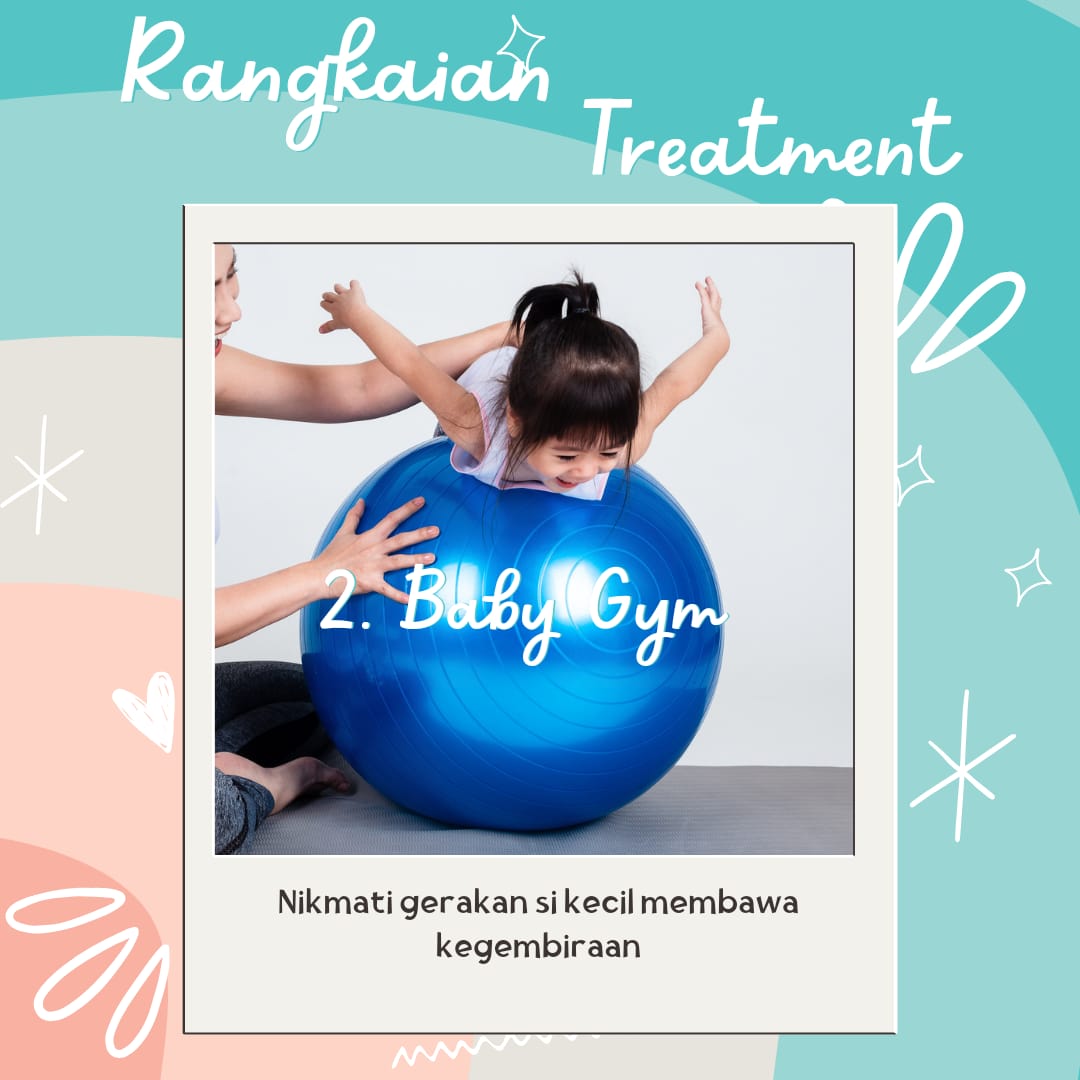 Rangkaian
Treatment
2. Baby Gym
Nikmati gerakan si kecil membawa
kegembiraan